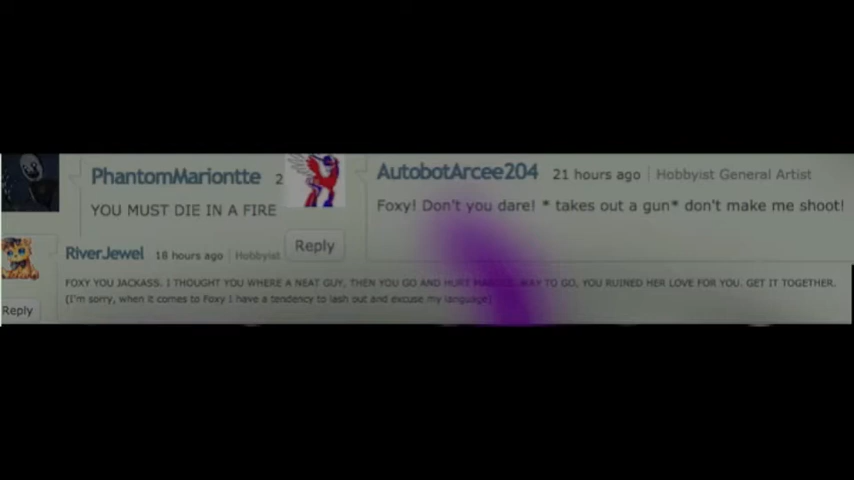 PhantomMariontte 2
YOU MUST DIE IN A FIRE
AutobotArcee204 21 hours ago Hobbyist General Artist
Foxy! Don't you dare! * takes out a gun* don't make me shoot!
Reply
RiverJewel 18 hours ago Hobbyist
FOXY YOU JACKASS. I THOUGHT YOU WHERE A NEAT GUY, THEN YOU GO AND HURT WAY TO GO, YOU RUINED HER LOVE FOR YOU. GET IT TOGETHER.
(I'm sorry, when it comes to Foxy I have a tendency to lash out and excuse my language)
Reply